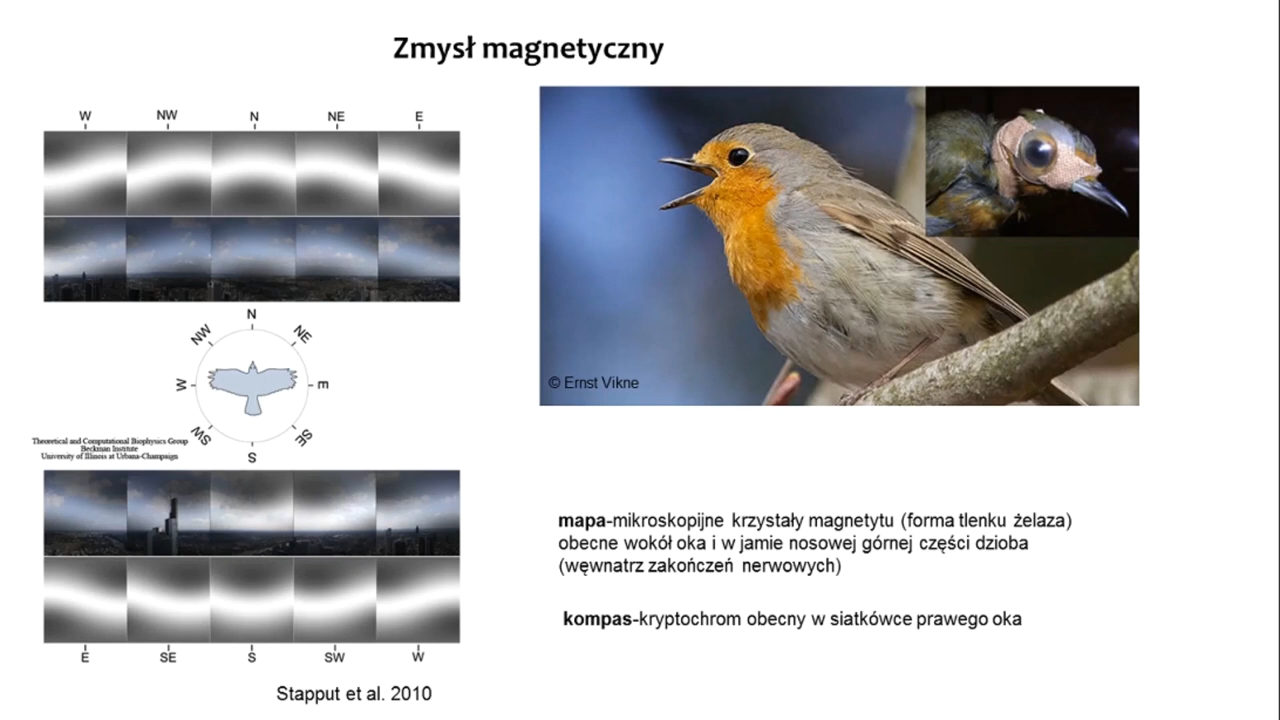 Zmysł magnetyczny
W NW N NE E
N
NW NE
W E
SW SE
S
Theoretical and Computational Biophysics Group
Beckman Institute
University of Illinois at Urbana-Champaign
E SE S SW W
Stapput et al. 2010
© Ernst Vikne
mapa-mikroskopijne krzystały magnetytu (forma tlenku żelaza)
obecne wokół oka i w jamie nosowej górnej części dzioba
(węwnatrz zakończeń nerwowych)
kompas-kryptochrom obecny w siatkówce prawego oka